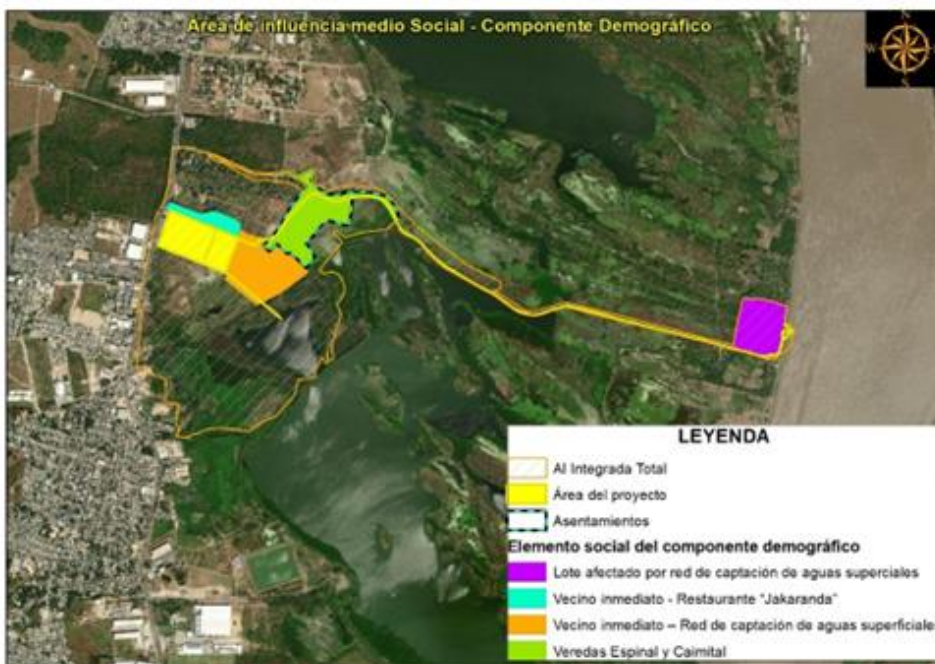 Área de influencia medio Social - Componente Demográfico
N
W
S
LEYENDA
AI Integrada Total
Área del proyecto
Asentamientos
Elemento social del componente demográfico
Lote afectado por red de captación de aguas superciales
Vecino inmediato - Restaurante "Jakaranda"
Vecino inmediato – Red de captación de aguas superficiale
Veredas Espinal y Caimital